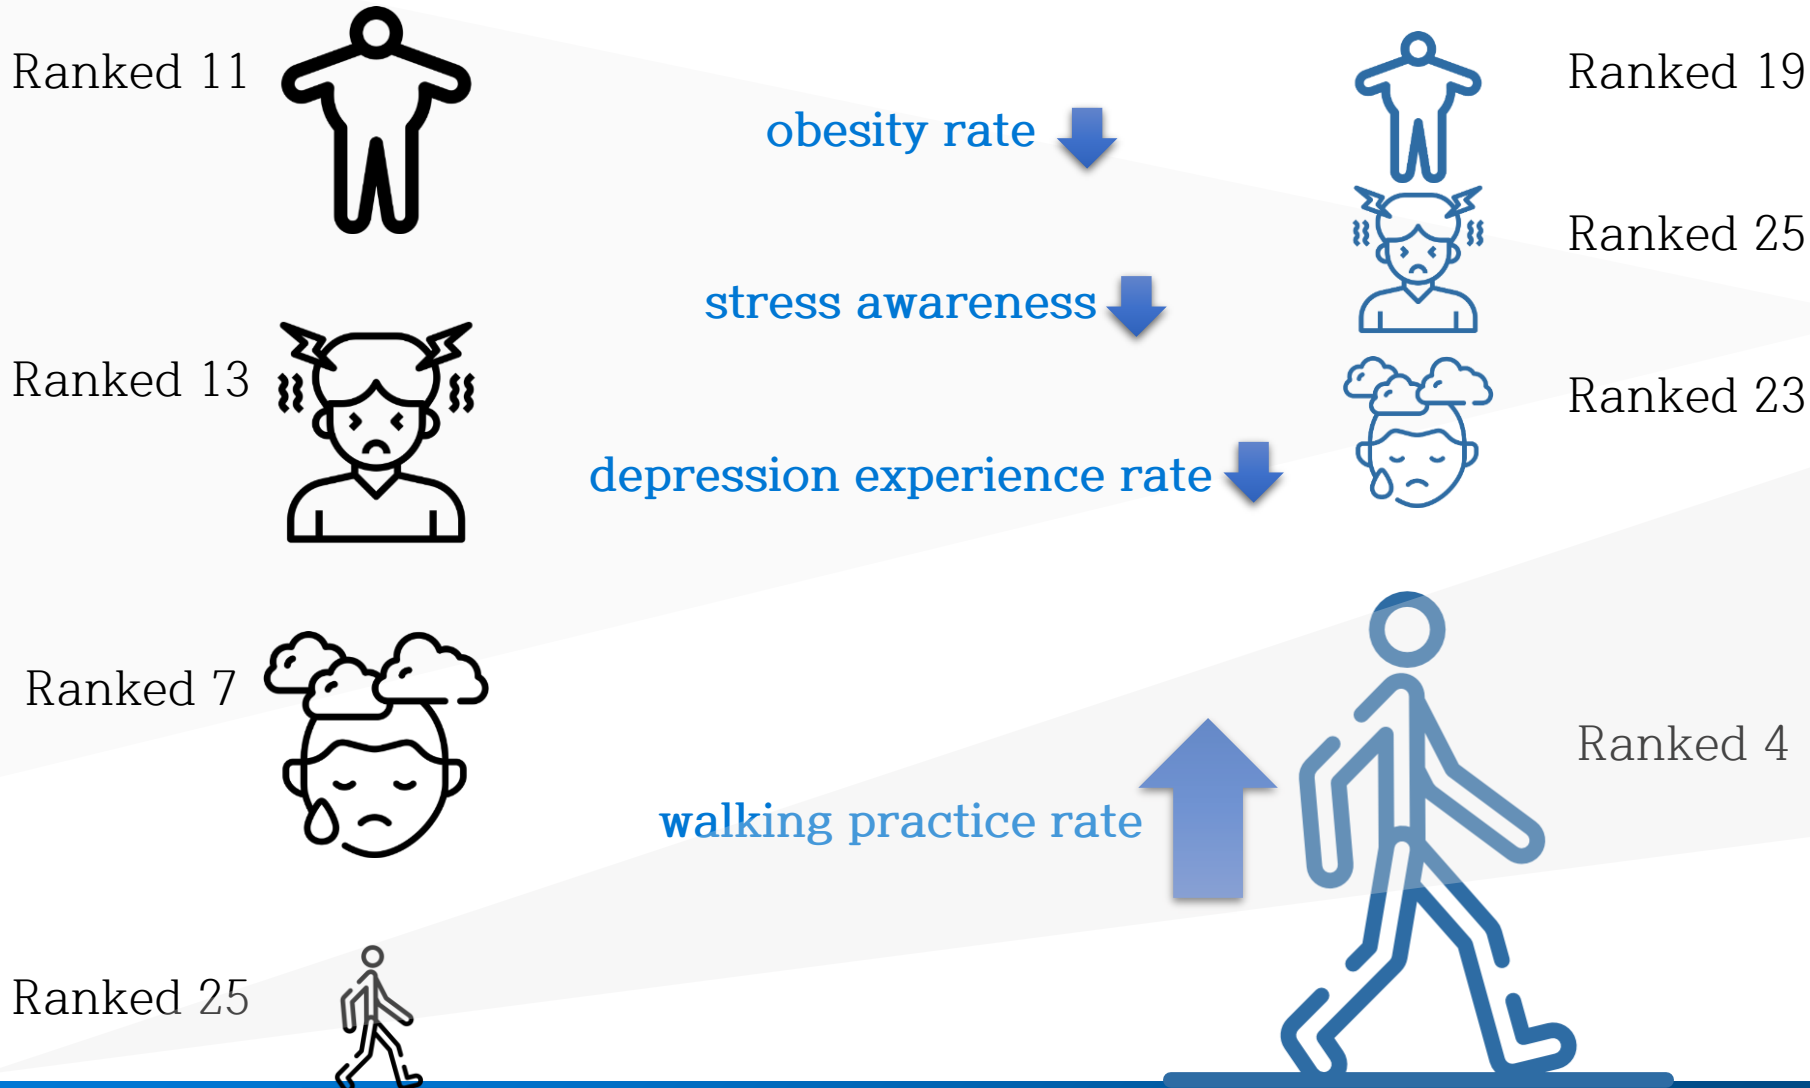 Ranked 11
obesity rate
Ranked 19
Ranked 25
stress awareness
Ranked 13
Ranked 23
depression experience rate
Ranked 7
Ranked 4
walking practice rate
Ranked 25